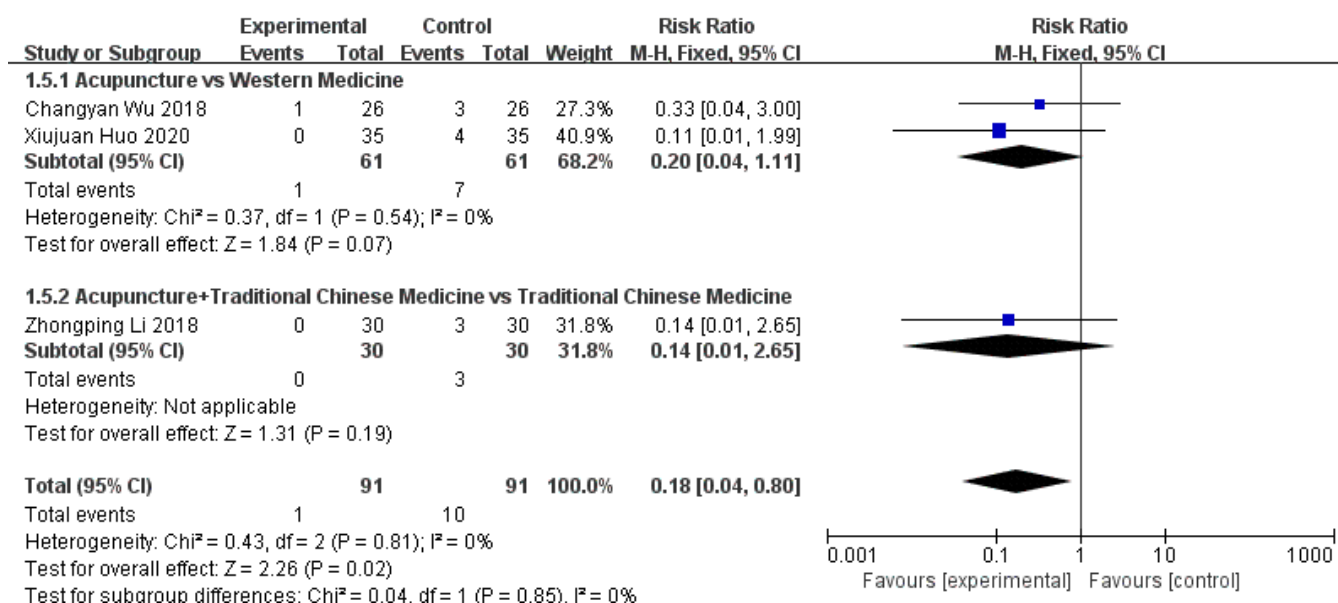 Experimental Control Risk Ratio Risk Ratio
Study or Subgroup Events Total Events Total Weight M-H, Fixed, 95% CI M-H, Fixed, 95% CI
1.5.1 Acupuncture vs Western Medicine
Changyan Wu 2018 1 26 3 26 27.3% 0.33 [0.04, 3.00]
Xiujuan Huo 2020 0 35 4 35 40.9% 0.11 [0.01, 1.99]
Subtotal (95% CI) 61 61 68.2% 0.20 [0.04, 1.11]
Total events 1 7
Heterogeneity: Chi² = 0.37, df = 1 (P = 0.54); I² = 0%
Test for overall effect: Z = 1.84 (P = 0.07)
1.5.2 Acupuncture+Traditional Chinese Medicine vs Traditional Chinese Medicine
Zhongping Li 2018 0 30 3 30 31.8% 0.14 [0.01, 2.65]
Subtotal (95% CI) 30 30 31.8% 0.14 [0.01, 2.65]
Total events 0 3
Heterogeneity: Not applicable
Test for overall effect: Z = 1.31 (P = 0.19)
Total (95% CI) 91 91 100.0% 0.18 [0.04, 0.80]
Total events 1 10
Heterogeneity: Chi² = 0.43, df = 2 (P = 0.81); I² = 0%
Test for overall effect: Z = 2.26 (P = 0.02)
Test for subgroup differences: Chi² = 0.04, df = 1 (P = 0.85), I² = 0%
0.001 0.1 1 10 1000
Favours [experimental] Favours [control]